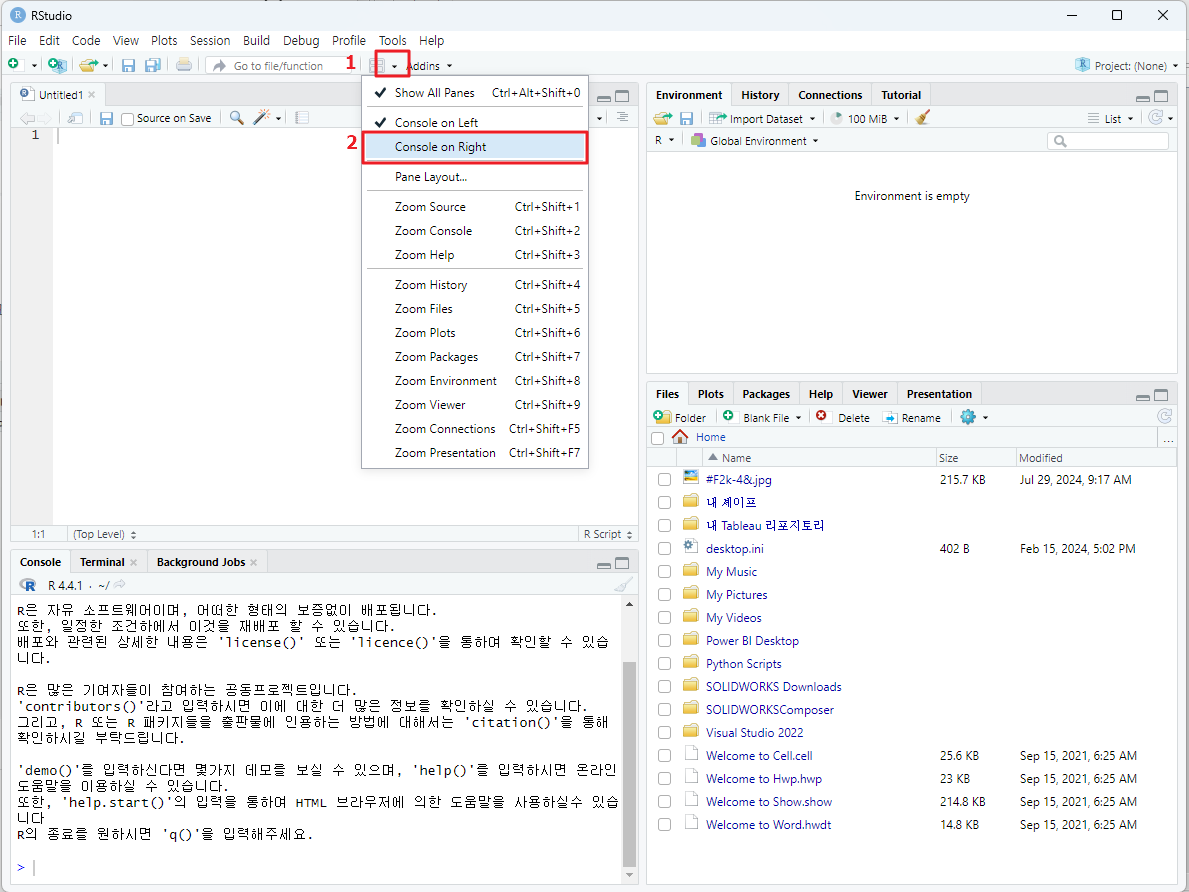 RStudio
File Edit Code View Plots Session Build Debug Profile Tools Help
Go to file/function 1 Addins Project: (None)
Untitled1
Source on Save
1
Show All Panes Ctrl+Alt+Shift+0
Console on Left
2 Console on Right
Pane Layout...
Zoom Source Ctrl+Shift+1
Zoom Console Ctrl+Shift+2
Zoom Help Ctrl+Shift+3
Zoom History Ctrl+Shift+4
Zoom Files Ctrl+Shift+5
Zoom Plots Ctrl+Shift+6
Zoom Packages Ctrl+Shift+7
Zoom Environment Ctrl+Shift+8
Zoom Viewer Ctrl+Shift+9
Zoom Connections Ctrl+Shift+F5
Zoom Presentation Ctrl+Shift+F7
1:1 (Top Level) R Script
Environment History Connections Tutorial
Import Dataset 100 MiB List
R Global Environment
Environment is empty
Console Terminal Background Jobs
R 4.4.1 · ~/
R은 자유 소프트웨어이며, 어떠한 형태의 보증없이 배포됩니다.
또한, 일정한 조건하에서 이것을 재배포 할 수 있습니다.
배포와 관련된 상세한 내용은 'license()' 또는 'licence()'을 통하여 확인할 수 있습
니다.
R은 많은 기여자들이 참여하는 공동프로젝트입니다.
'contributors()'라고 입력하시면 이에 대한 더 많은 정보를 확인하실 수 있습니다.
그리고, R 또는 R 패키지들을 출판물에 인용하는 방법에 대해서는 'citation()'을 통해
확인하시길 부탁드립니다.
'demo()'를 입력하신다면 몇가지 데모를 보실 수 있으며, 'help()'를 입력하시면 온라인
도움말을 이용하실 수 있습니다.
또한, 'help.start()'의 입력을 통하여 HTML 브라우저에 의한 도움말을 사용하실수 있습
니다
R의 종료를 원하시면 'q()'을 입력해주세요.
>
Files Plots Packages Help Viewer Presentation
Folder Blank File Delete Rename
Home ...
Name Size Modified
#F2k-4&.jpg 215.7 KB Jul 29, 2024, 9:17 AM
내 셰이프
내 Tableau 리포지토리
desktop.ini 402 B Feb 15, 2024, 5:02 PM
My Music
My Pictures
My Videos
Power BI Desktop
Python Scripts
SOLIDWORKS Downloads
SOLIDWORKSComposer
Visual Studio 2022
Welcome to Cell.cell 25.6 KB Sep 15, 2021, 6:25 AM
Welcome to Hwp.hwp 23 KB Sep 15, 2021, 6:25 AM
Welcome to Show.show 214.8 KB Sep 15, 2021, 6:25 AM
Welcome to Word.hwdt 14.8 KB Sep 15, 2021, 6:25 AM